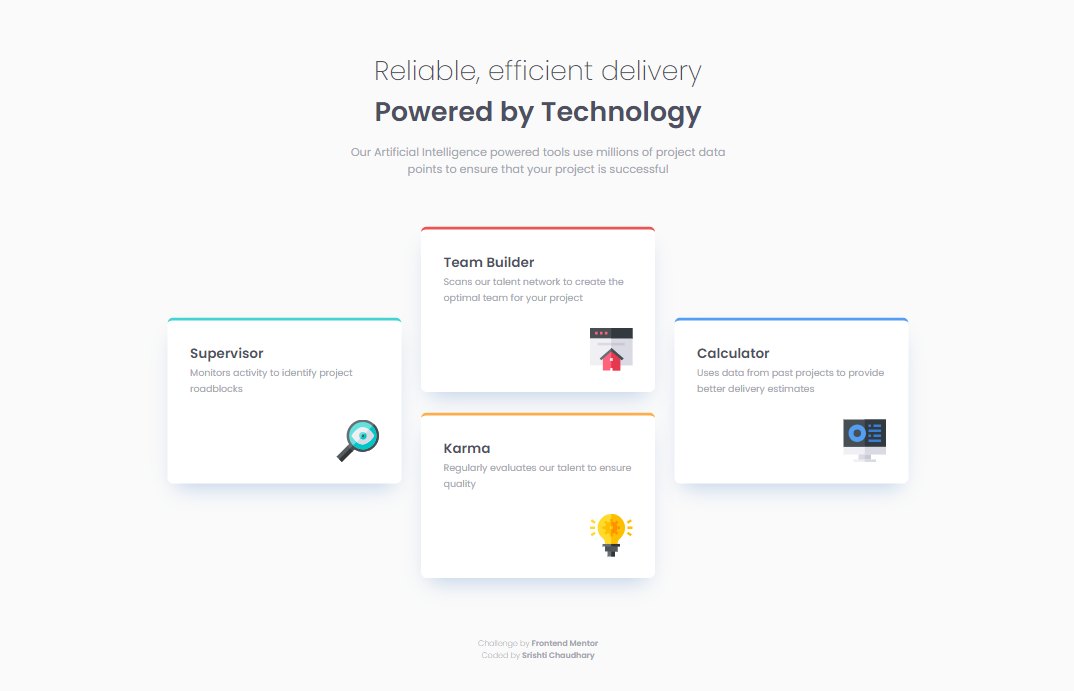 Reliable, efficient delivery
Powered by Technology
Our Artificial Intelligence powered tools use millions of project data
points to ensure that your project is successful
Team Builder
Scans our talent network to create the
optimal team for your project
Supervisor
Monitors activity to identify project
roadblocks
Calculator
Uses data from past projects to provide
better delivery estimates
Karma
Regularly evaluates our talent to ensure
quality
Challenge by Frontend Mentor
Coded by Srishti Chaudhary